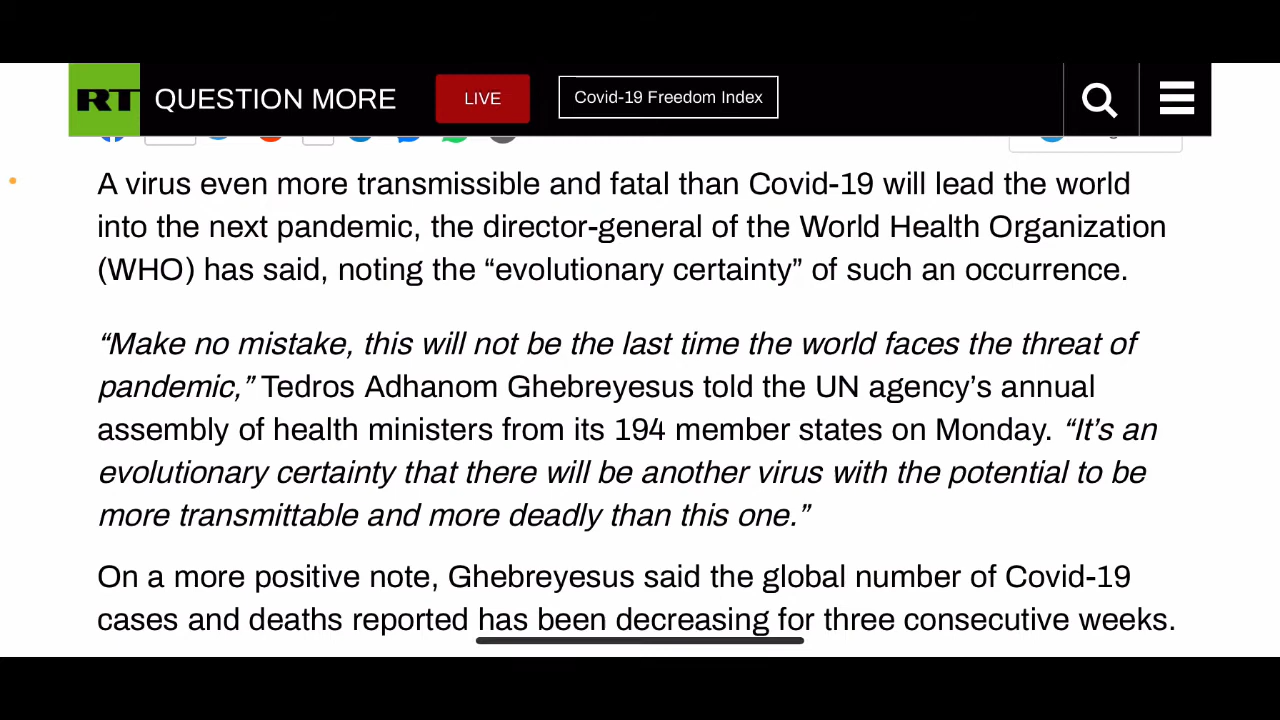 RT QUESTION MORE LIVE Covid-19 Freedom Index
A virus even more transmissible and fatal than Covid-19 will lead the world
into the next pandemic, the director-general of the World Health Organization
(WHO) has said, noting the “evolutionary certainty” of such an occurrence.
“Make no mistake, this will not be the last time the world faces the threat of
pandemic,” Tedros Adhanom Ghebreyesus told the UN agency’s annual
assembly of health ministers from its 194 member states on Monday. “It’s an
evolutionary certainty that there will be another virus with the potential to be
more transmittable and more deadly than this one.”
On a more positive note, Ghebreyesus said the global number of Covid-19
cases and deaths reported has been decreasing for three consecutive weeks.